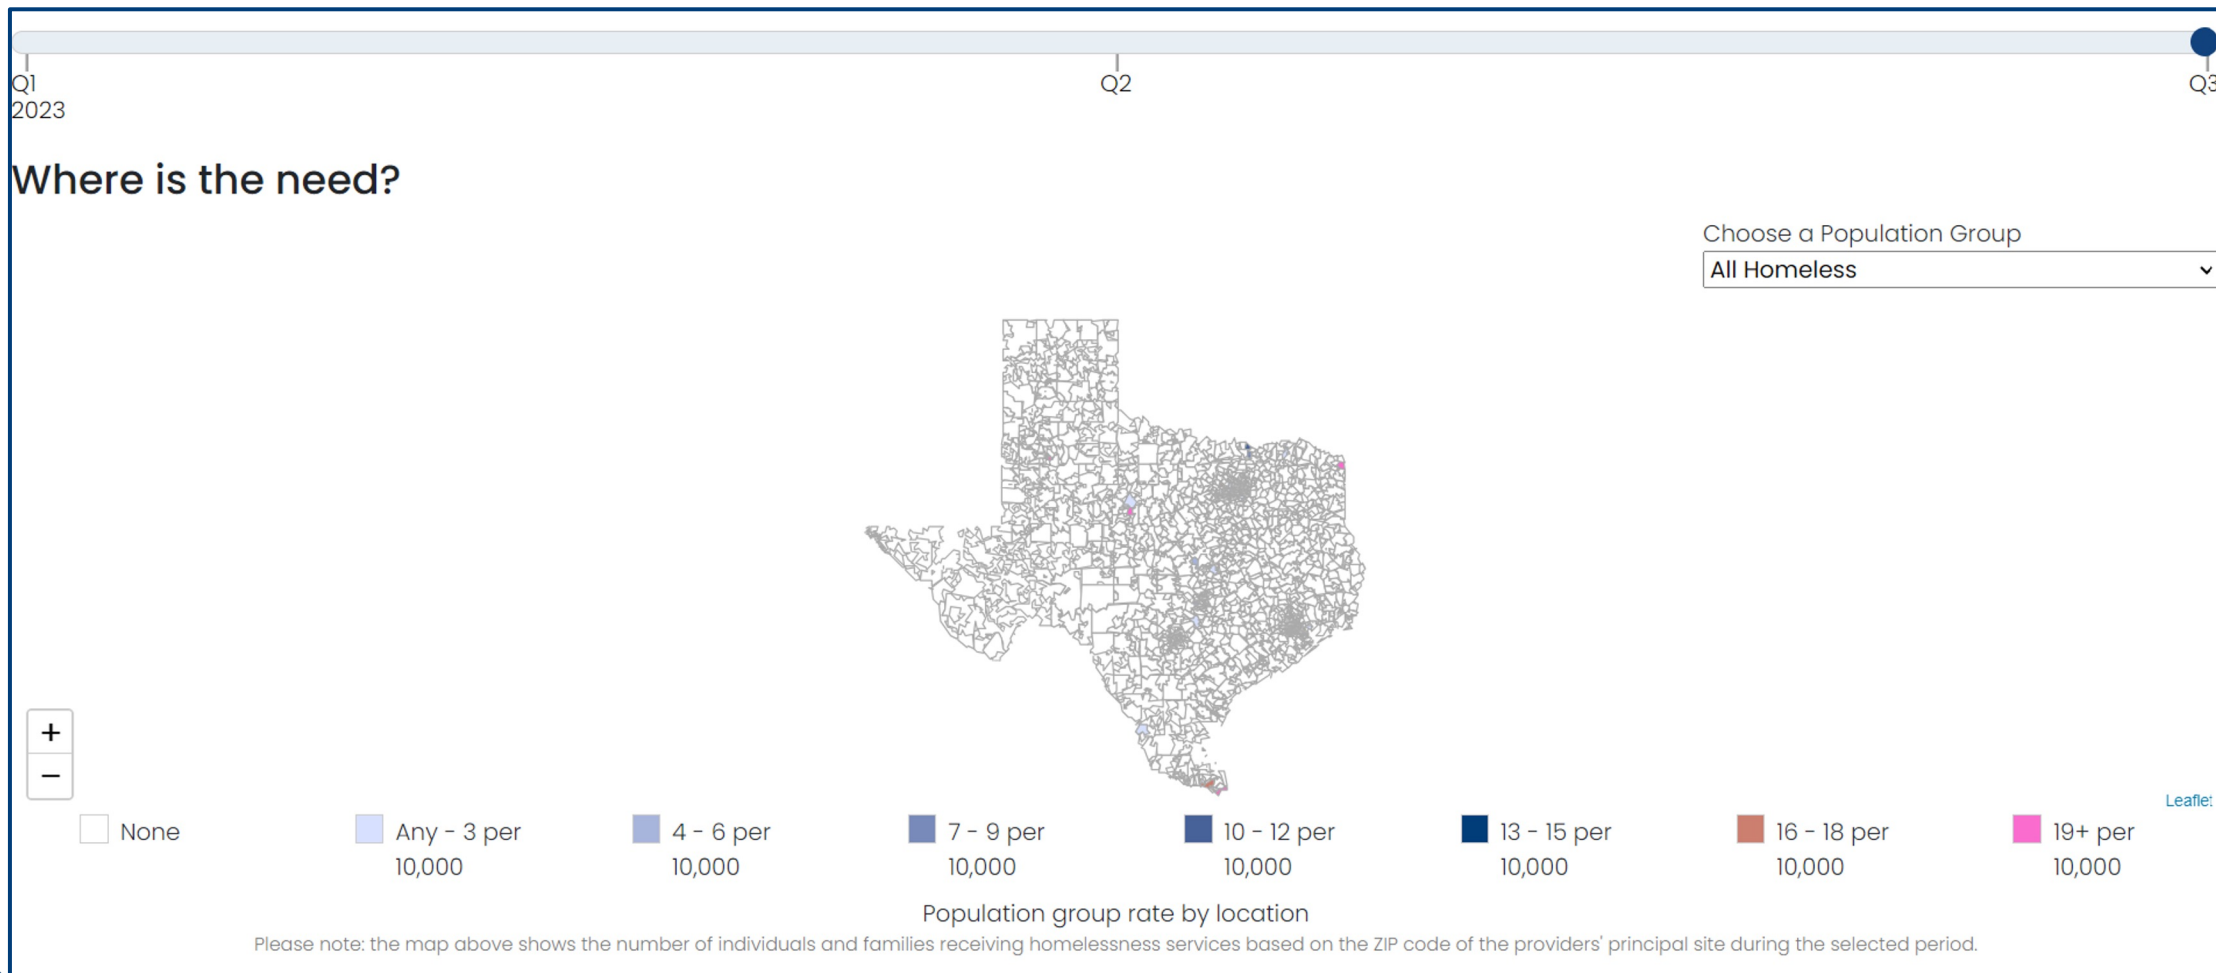 Q1
2023
Q2
Q3
Where is the need?
Choose a Population Group
All Homeless
+
−
Leaflet
None
Any - 3 per
10,000
4 - 6 per
10,000
7 - 9 per
10,000
10 - 12 per
10,000
13 - 15 per
10,000
16 - 18 per
10,000
19+ per
10,000
Population group rate by location
Please note: the map above shows the number of individuals and families receiving homelessness services based on the ZIP code of the providers' principal site during the selected period.